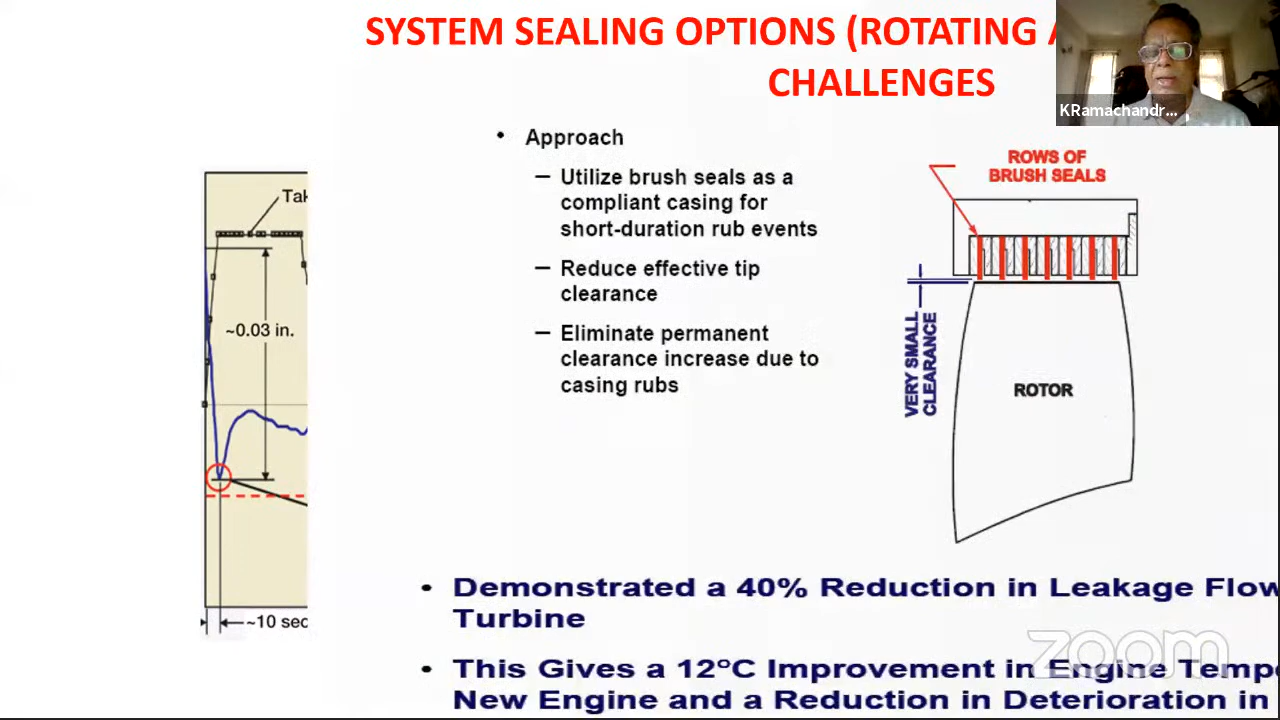 SYSTEM SEALING OPTIONS (ROTATING
CHALLENGES
KRamachandr...
• Approach
– Utilize brush seals as a
compliant casing for
short-duration rub events
– Reduce effective tip
clearance
– Eliminate permanent
clearance increase due to
casing rubs
Tak
~0.03 in.
~10 sec
ROWS OF
BRUSH SEALS
VERY SMALL
CLEARANCE
ROTOR
• Demonstrated a 40% Reduction in Leakage Flow
Turbine
• This Gives a 12°C Improvement in Engine Tempe
New Engine and a Reduction in Deterioration in
zoom